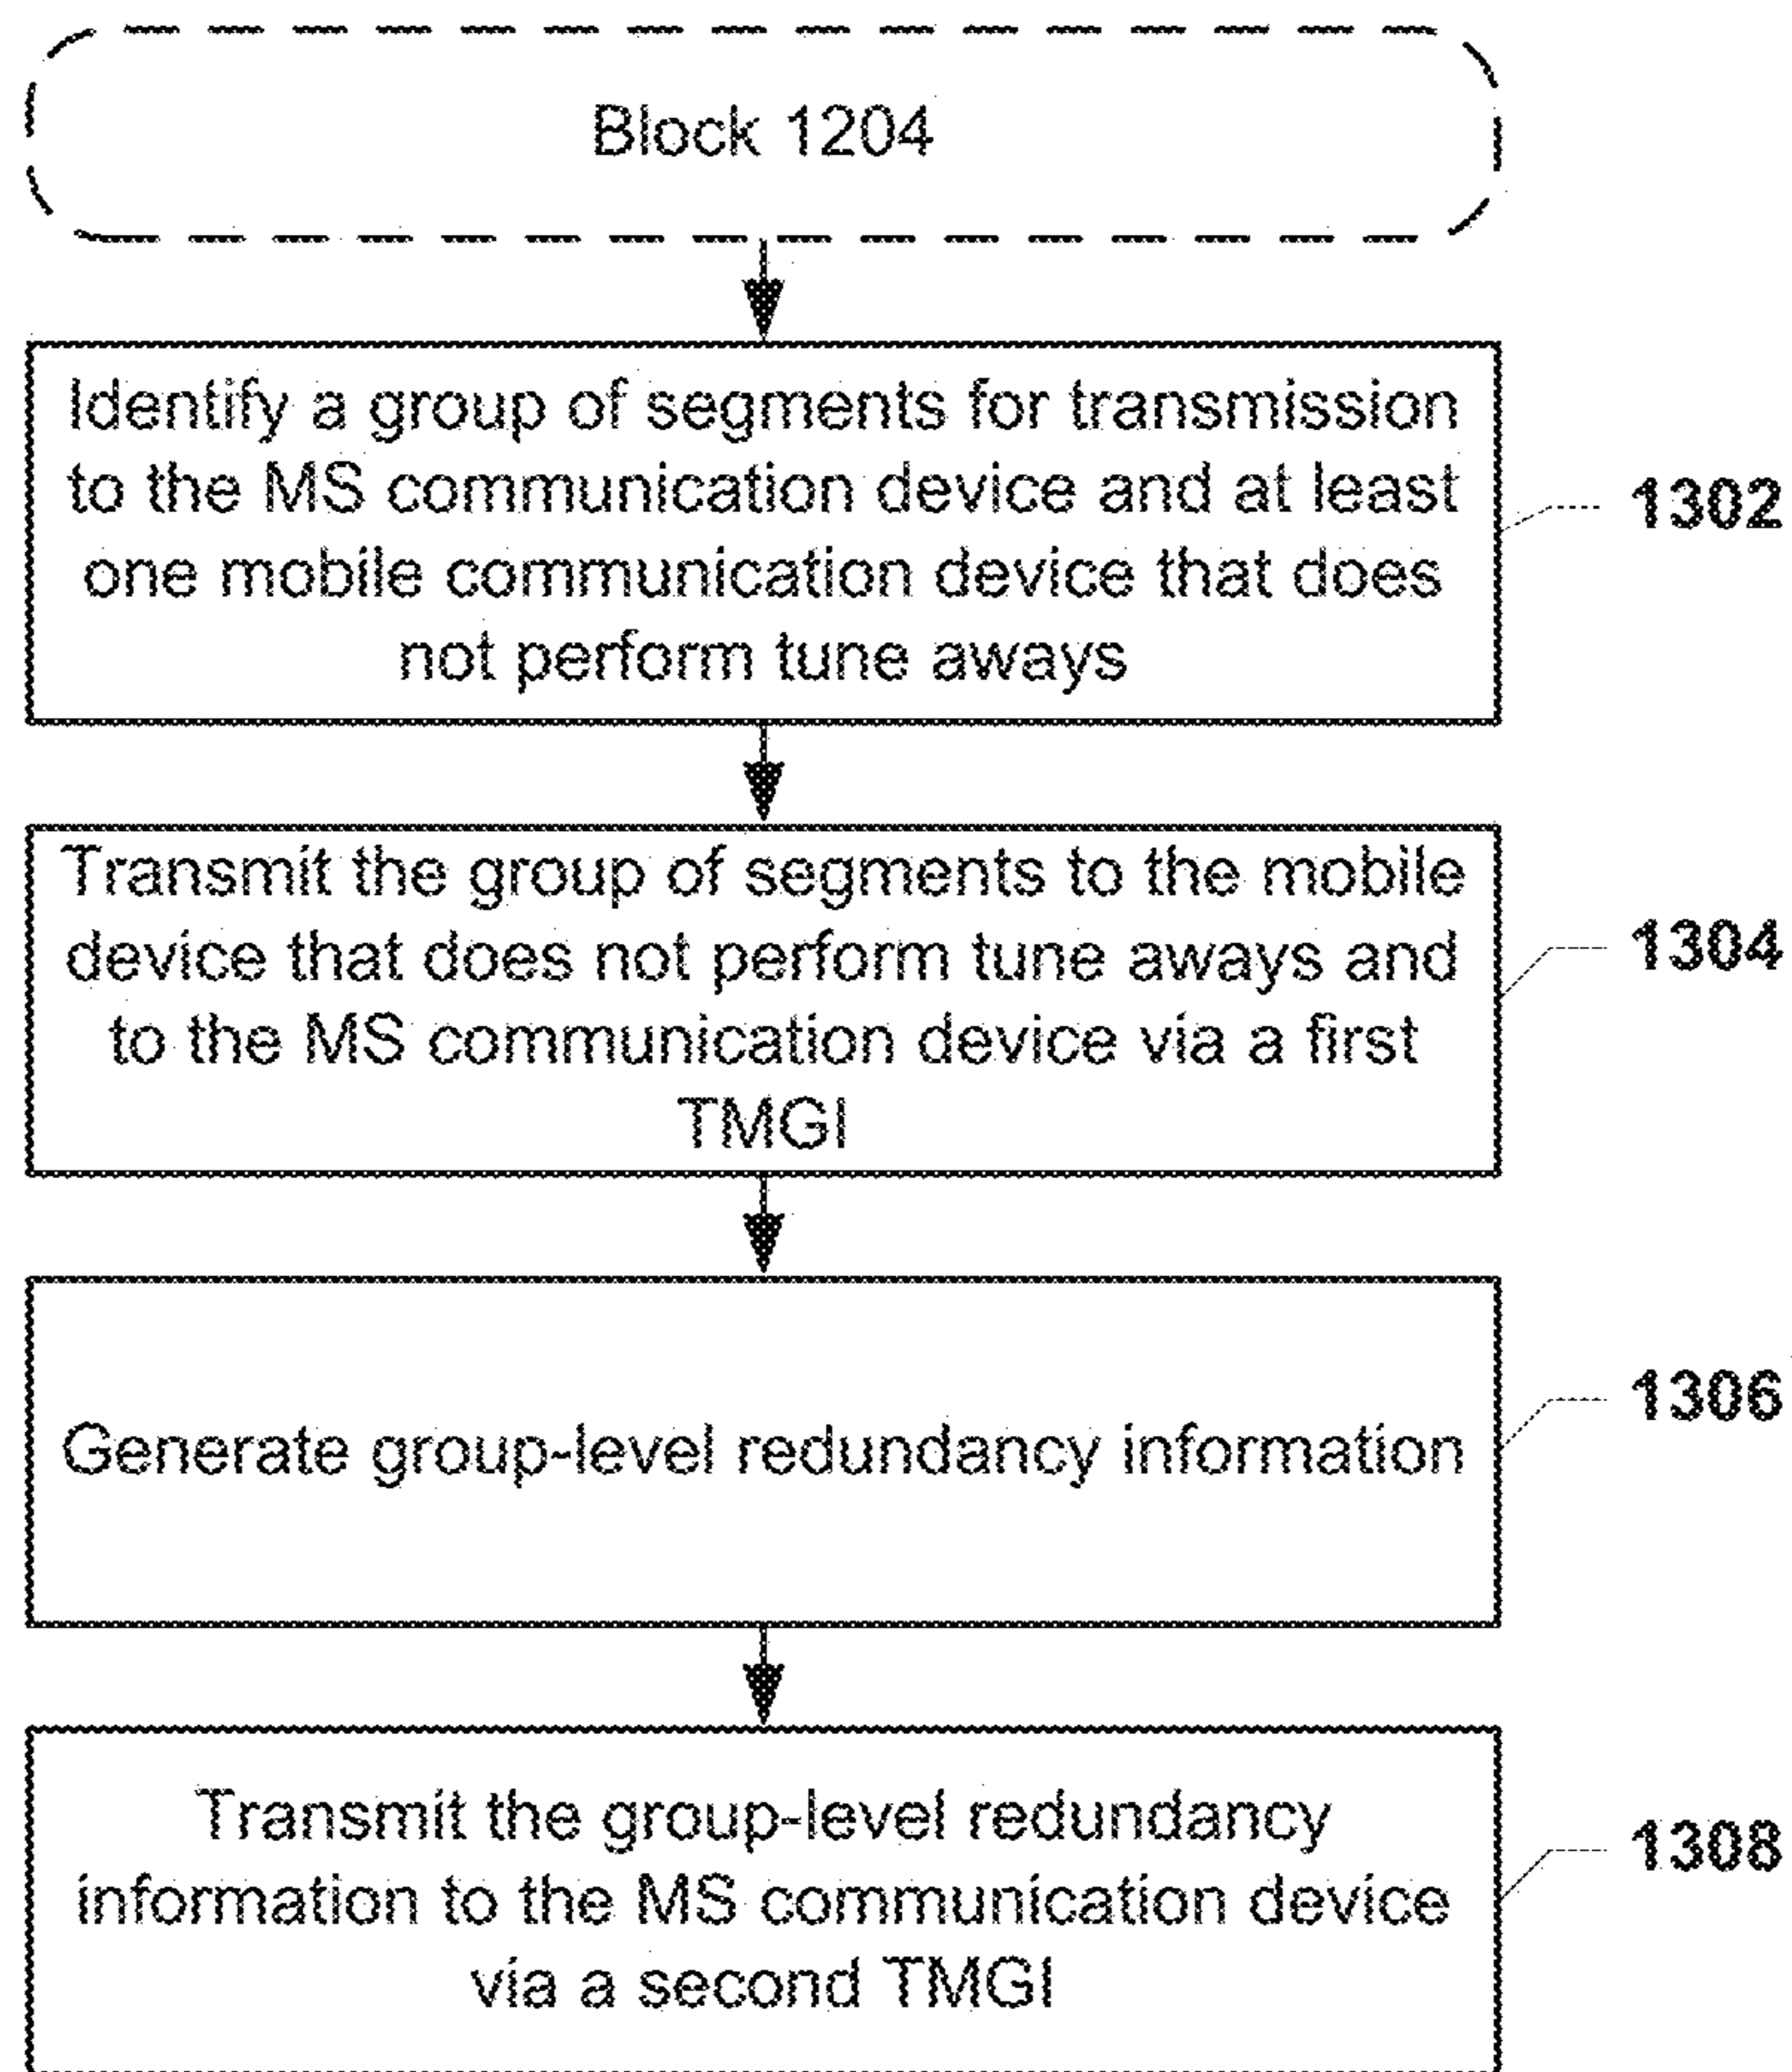 Block 1204
Identify a group of segments for transmission
to the MS communication device and at least
one mobile communication device that does
not perform tune aways
1302
Transmit the group of segments to the mobile
device that does not perform tune aways and
to the MS communication device via a first
TMGI
1304
Generate group-level redundancy information
1306
Transmit the group-level redundancy
information to the MS communication device
via a second TMGI
1308